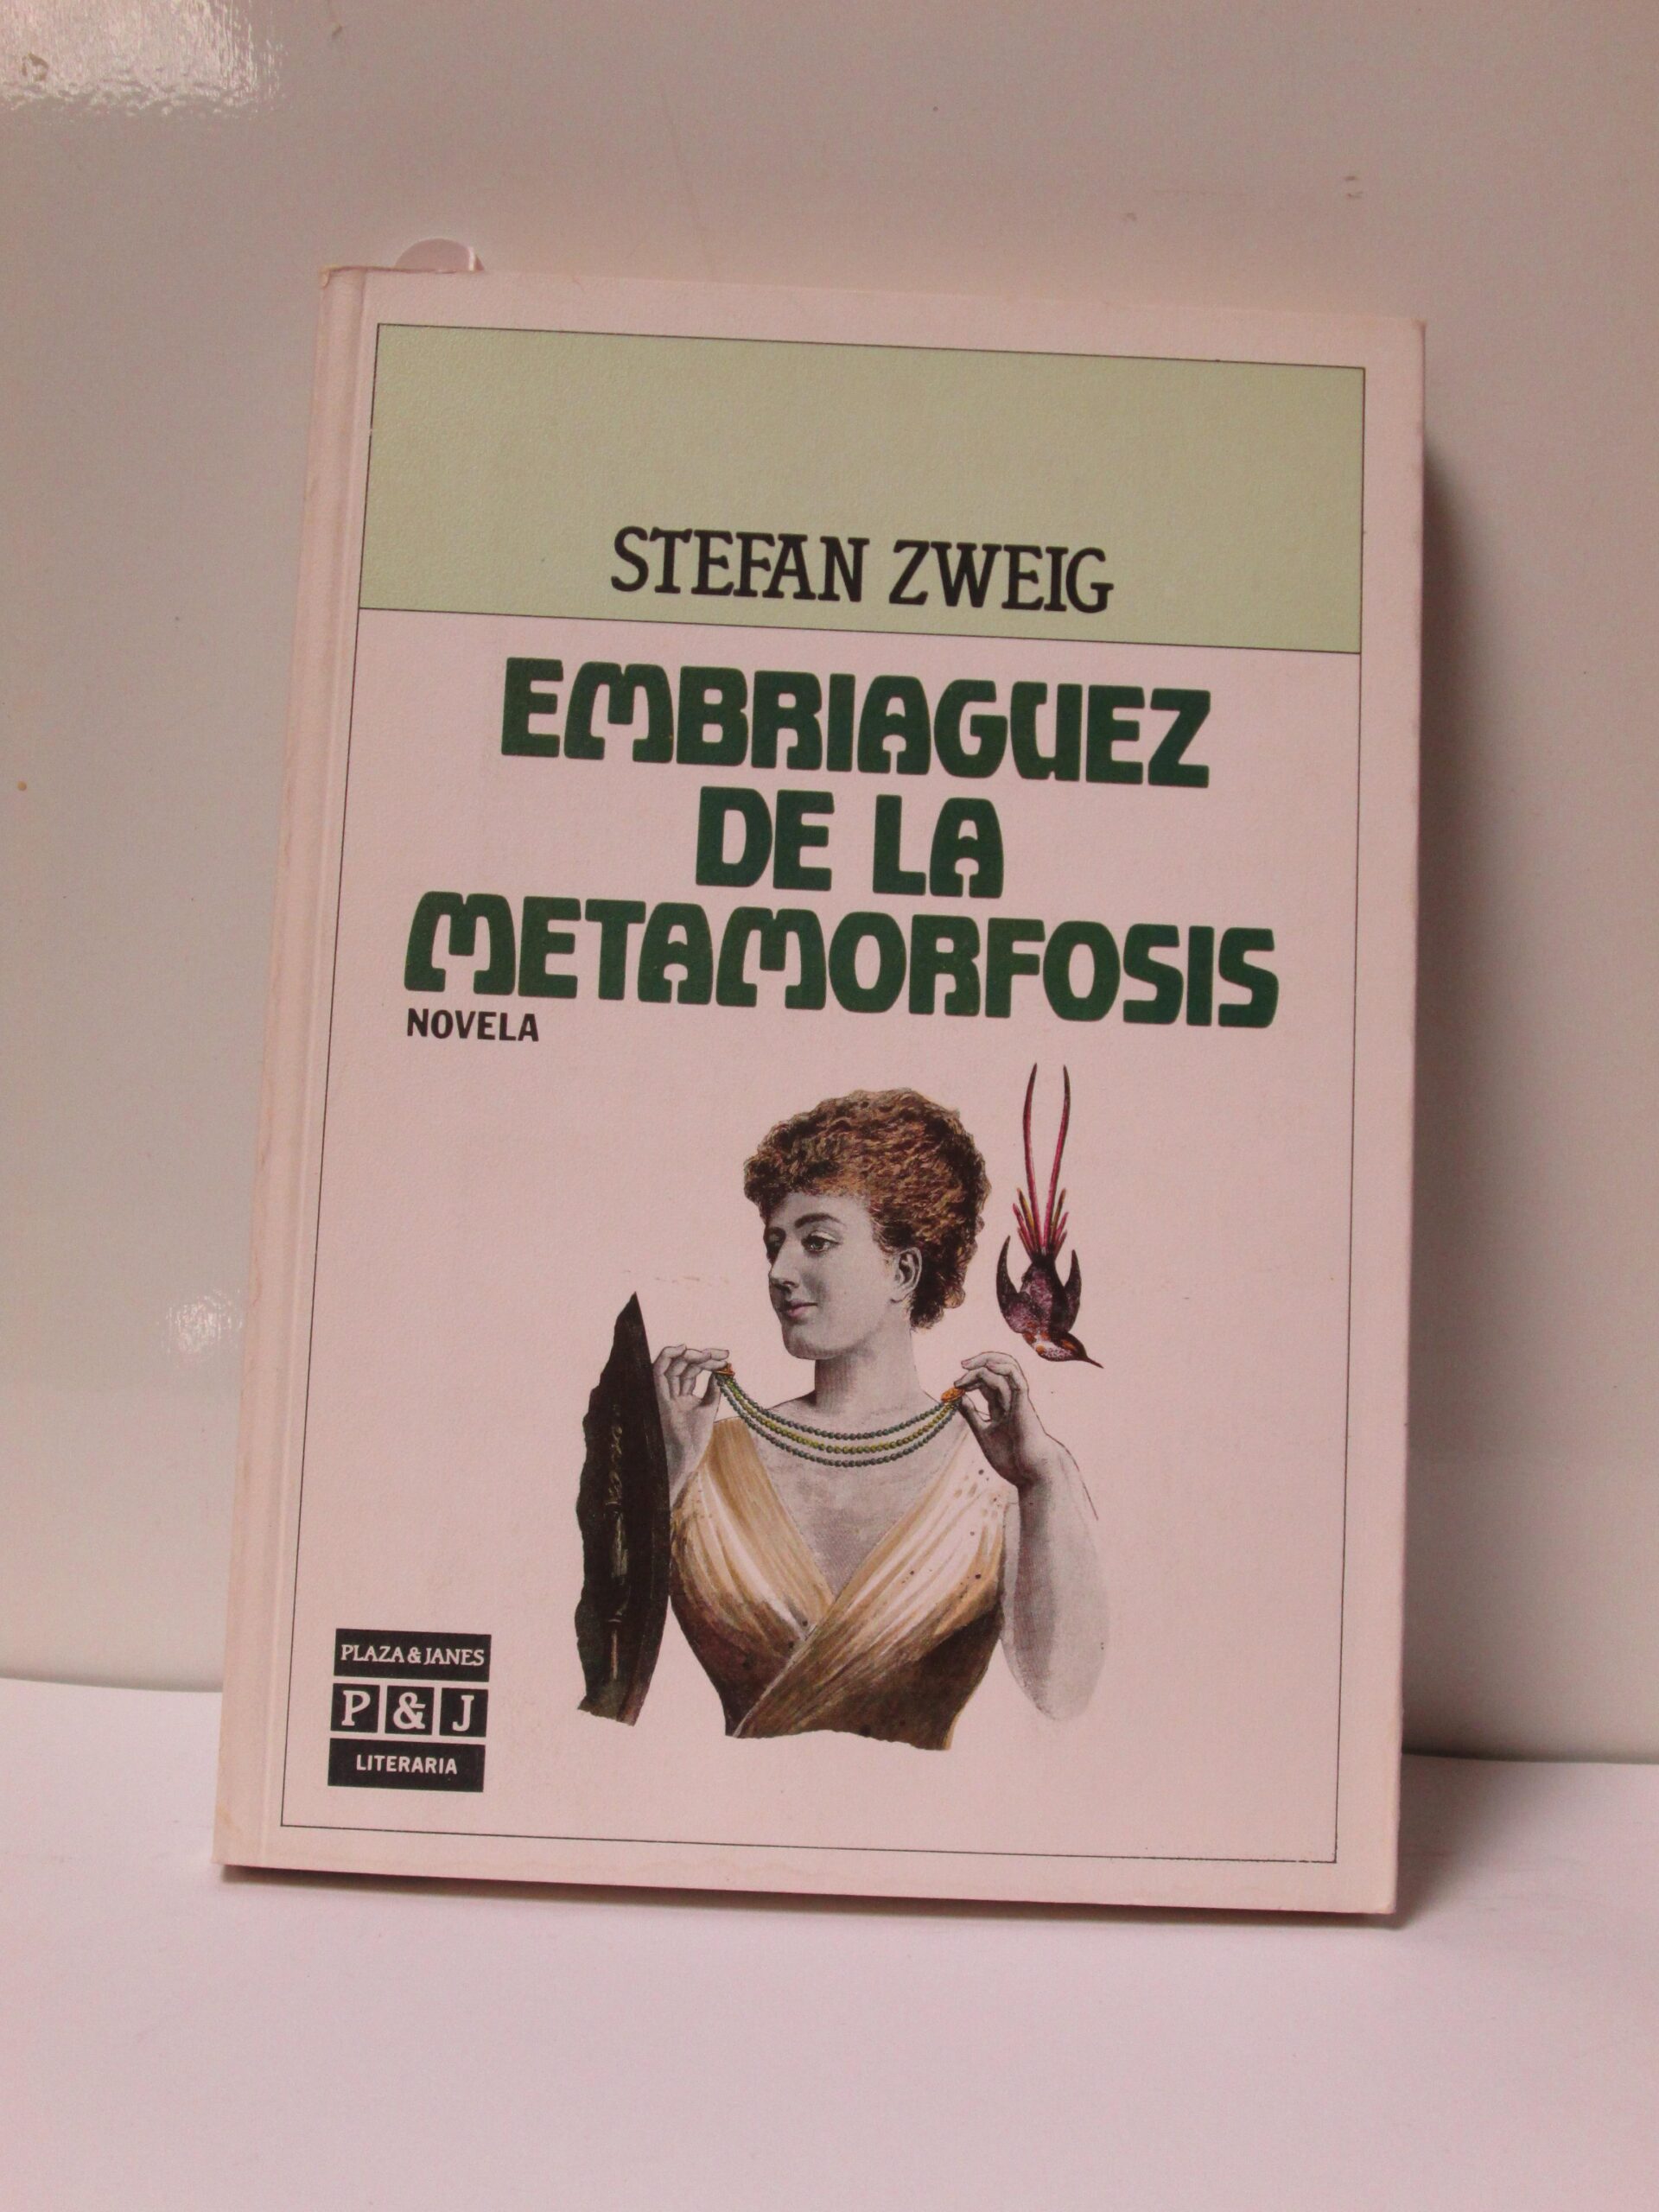 STEFAN ZWEIG
EMBRIAGUEZ
DE LA
METAMORFOSIS
NOVELA
PLAZA & JANES
P & J
LITERARIA